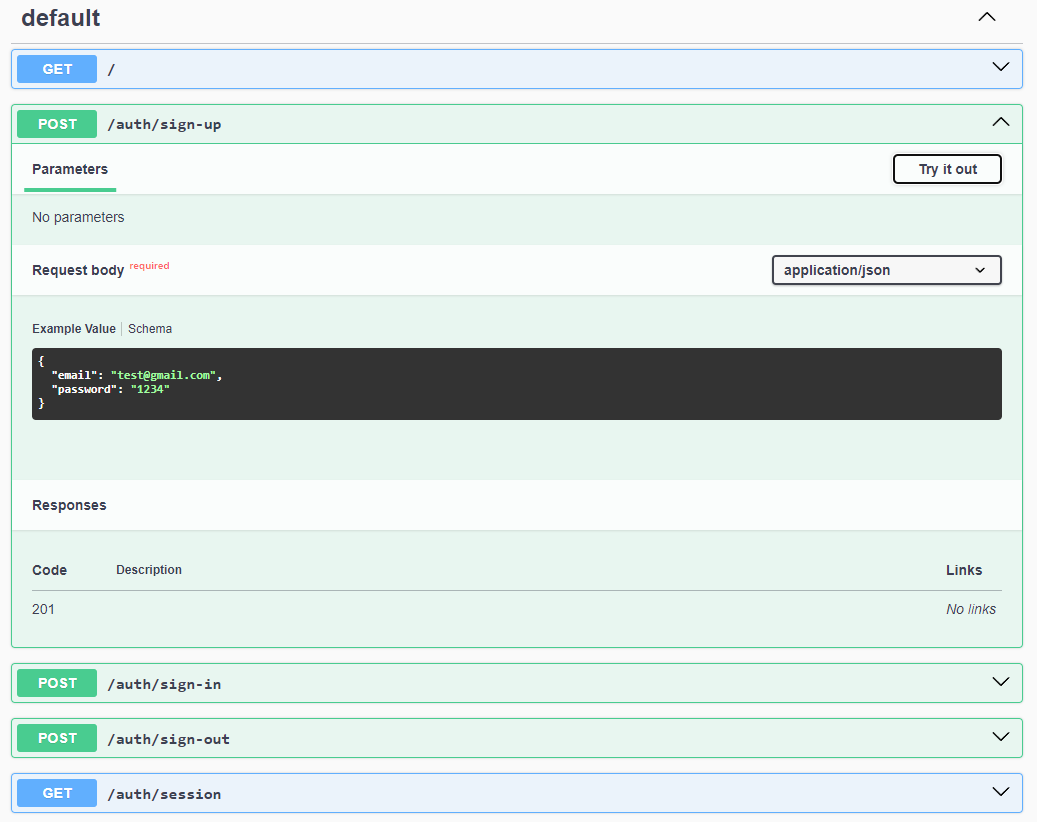 default
GET /
POST /auth/sign-up
Parameters Try it out
No parameters
Request body required application/json
Example Value Schema
{
"email": "test@gmail.com",
"password": "1234"
}
Responses
Code Description Links
201 No links
POST /auth/sign-in
POST /auth/sign-out
GET /auth/session